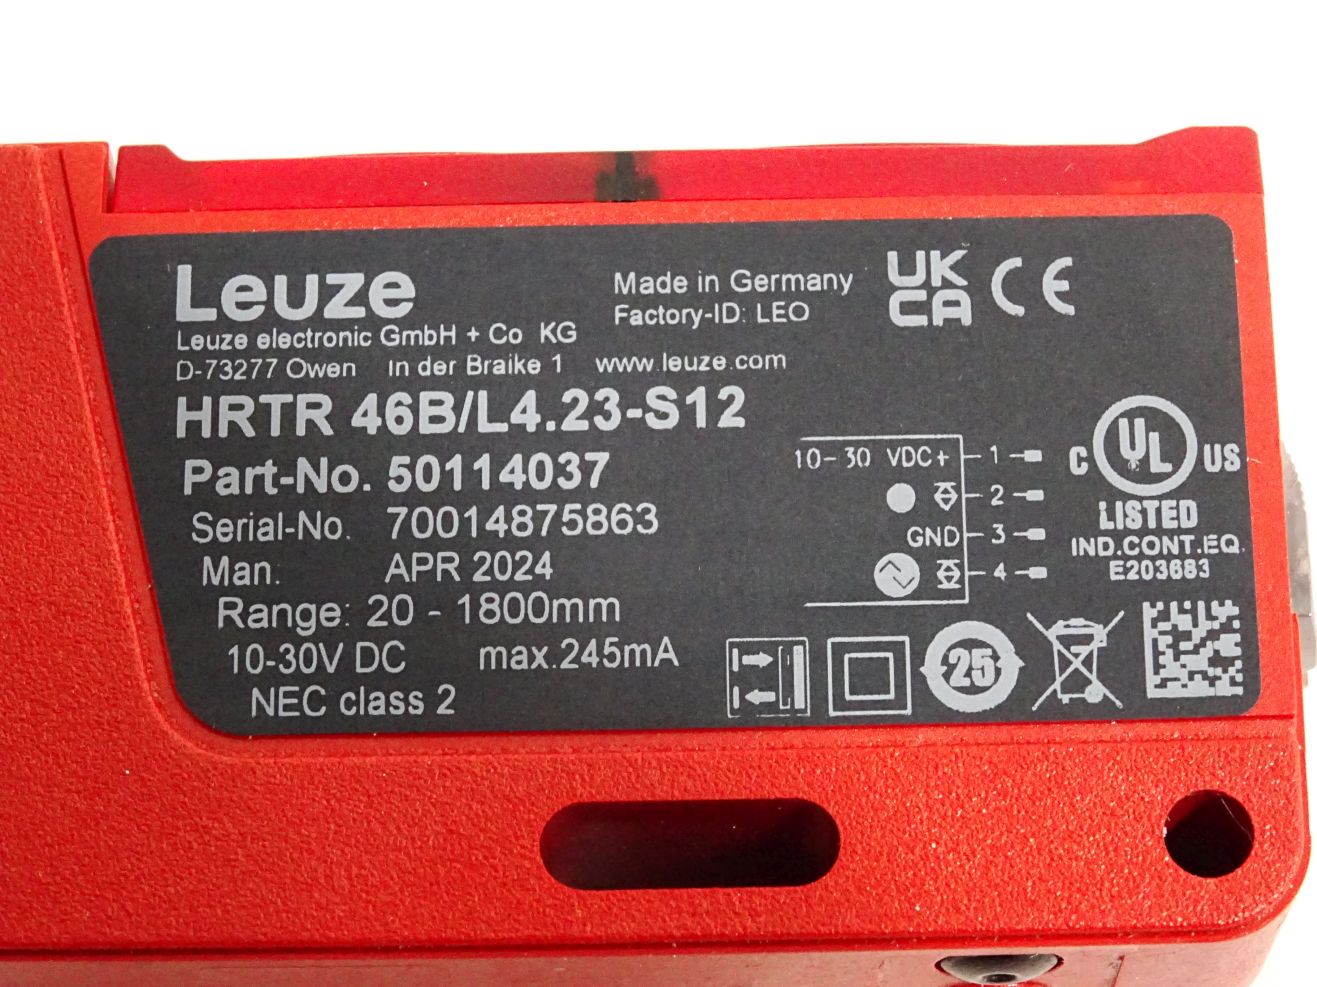 Leuze
Leuze electronic GmbH + Co KG
D-73277 Owen In der Braike 1 www.leuze.com
Made in Germany
Factory-ID: LEO
UK
CA
CE
HRTR 46B/L4.23-S12
Part-No. 50114037
Serial-No. 70014875863
Man. APR 2024
Range: 20 - 1800mm
10-30V DC max.245mA
NEC class 2
10-30 VDC+ 1
2
GND 3
4
C UL US
LISTED
IND.CONT.EQ.
E203683
25